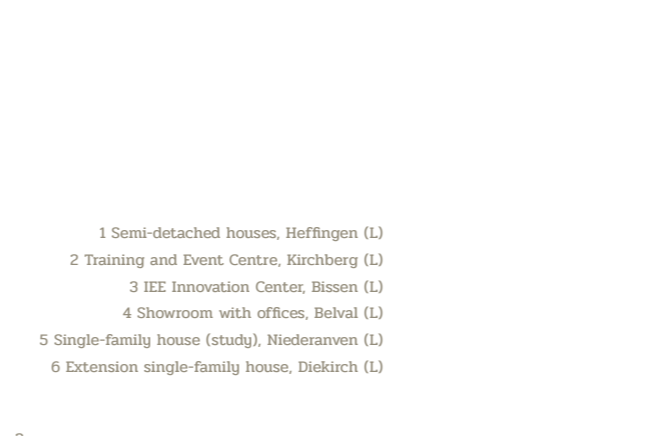 1 Semi-detached houses, Heffingen (L)
2 Training and Event Centre, Kirchberg (L)
3 IEE Innovation Center, Bissen (L)
4 Showroom with offices, Belval (L)
5 Single-family house (study), Niederanven (L)
6 Extension single-family house, Diekirch (L)